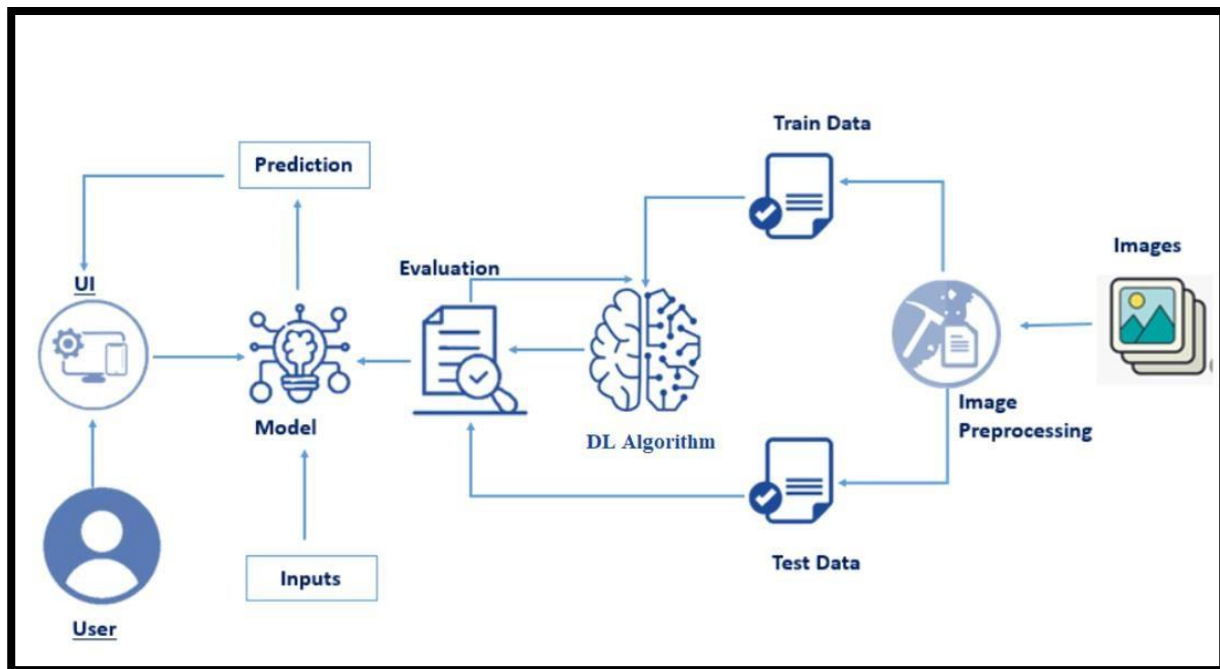 Train Data
Prediction
Images
Evaluation
UI
Image
Preprocessing
Model
DL Algorithm
Test Data
Inputs
User